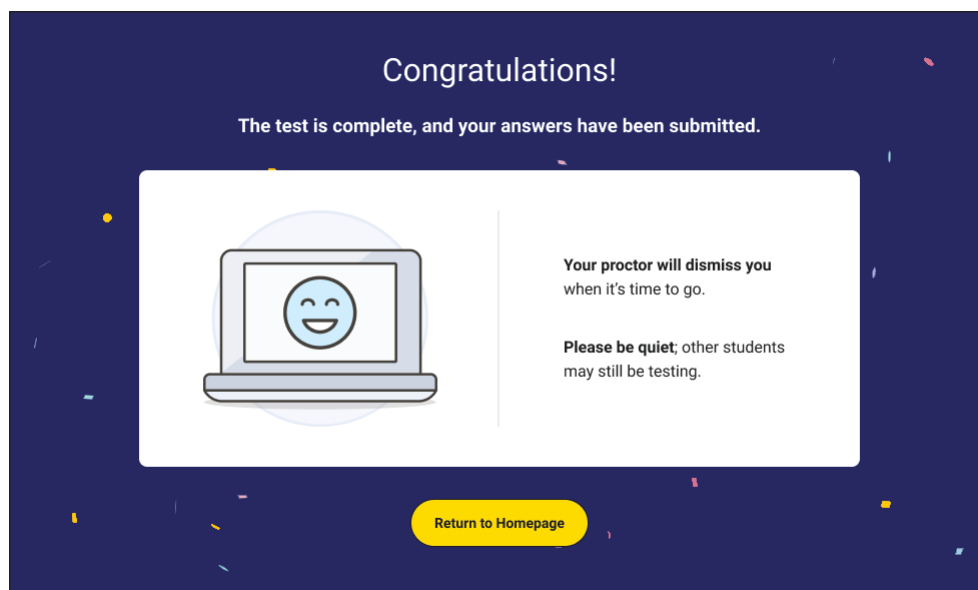 Congratulations!
The test is complete, and your answers have been submitted.
Your proctor will dismiss you
when it’s time to go.
Please be quiet; other students
may still be testing.
Return to Homepage